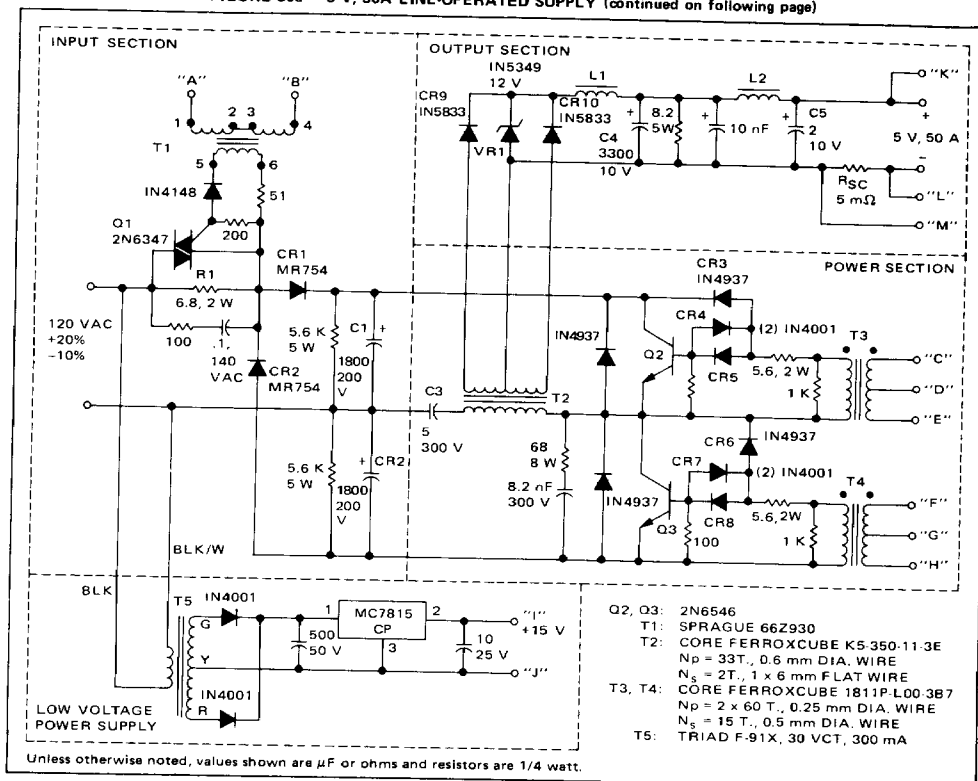 5 V, 50A LINE-OPERATED SUPPLY (continued on following page)
INPUT SECTION
"A"
"B"
1
2
3
4
T1
5
6
IN4148
51
200
Q1
2N6347
R1
6.8, 2 W
CR1
MR754
100
.1,
140
VAC
120 VAC
+20%
-10%
CR2
MR754
5.6 K
5 W
C1
+
1800
200
V
5.6 K
5 W
+
CR2
1800
200
V
BLK/W
BLK
OUTPUT SECTION
IN5349
12 V
CR9
IN5833
VR1
CR10
IN5833
L1
+
C4
3300
10 V
8.2
5W
+
10 nF
L2
+
C5
2
10 V
"K"
+
5 V, 50 A
-
RSC
5 mΩ
"L"
"M"
POWER SECTION
CR3
IN4937
CR4
(2) IN4001
IN4937
Q2
CR5
5.6, 2W
1 K
T3
"C"
"D"
"E"
C3
5
300 V
T2
68
8 W
8.2 nF
300 V
IN4937
CR6
IN4937
CR7
(2) IN4001
Q3
CR8
100
5.6, 2W
1 K
T4
"F"
"G"
"H"
T5
G
Y
R
IN4001
IN4001
500
50 V
1
MC7815
CP
2
3
10
25 V
"I"
+15 V
"J"
LOW VOLTAGE
POWER SUPPLY
Q2, Q3: 2N6546
T1: SPRAGUE 66Z930
T2: CORE FERROXCUBE K5-350-11-3E
Np = 33T., 0.6 mm DIA. WIRE
Ns = 2T., 1 x 6 mm FLAT WIRE
T3, T4: CORE FERROXCUBE 1811P-L00-3B7
Np = 2 x 60 T., 0.25 mm DIA. WIRE
Ns = 15 T., 0.5 mm DIA. WIRE
T5: TRIAD F-91X, 30 VCT, 300 mA
Unless otherwise noted, values shown are μF or ohms and resistors are 1/4 watt.